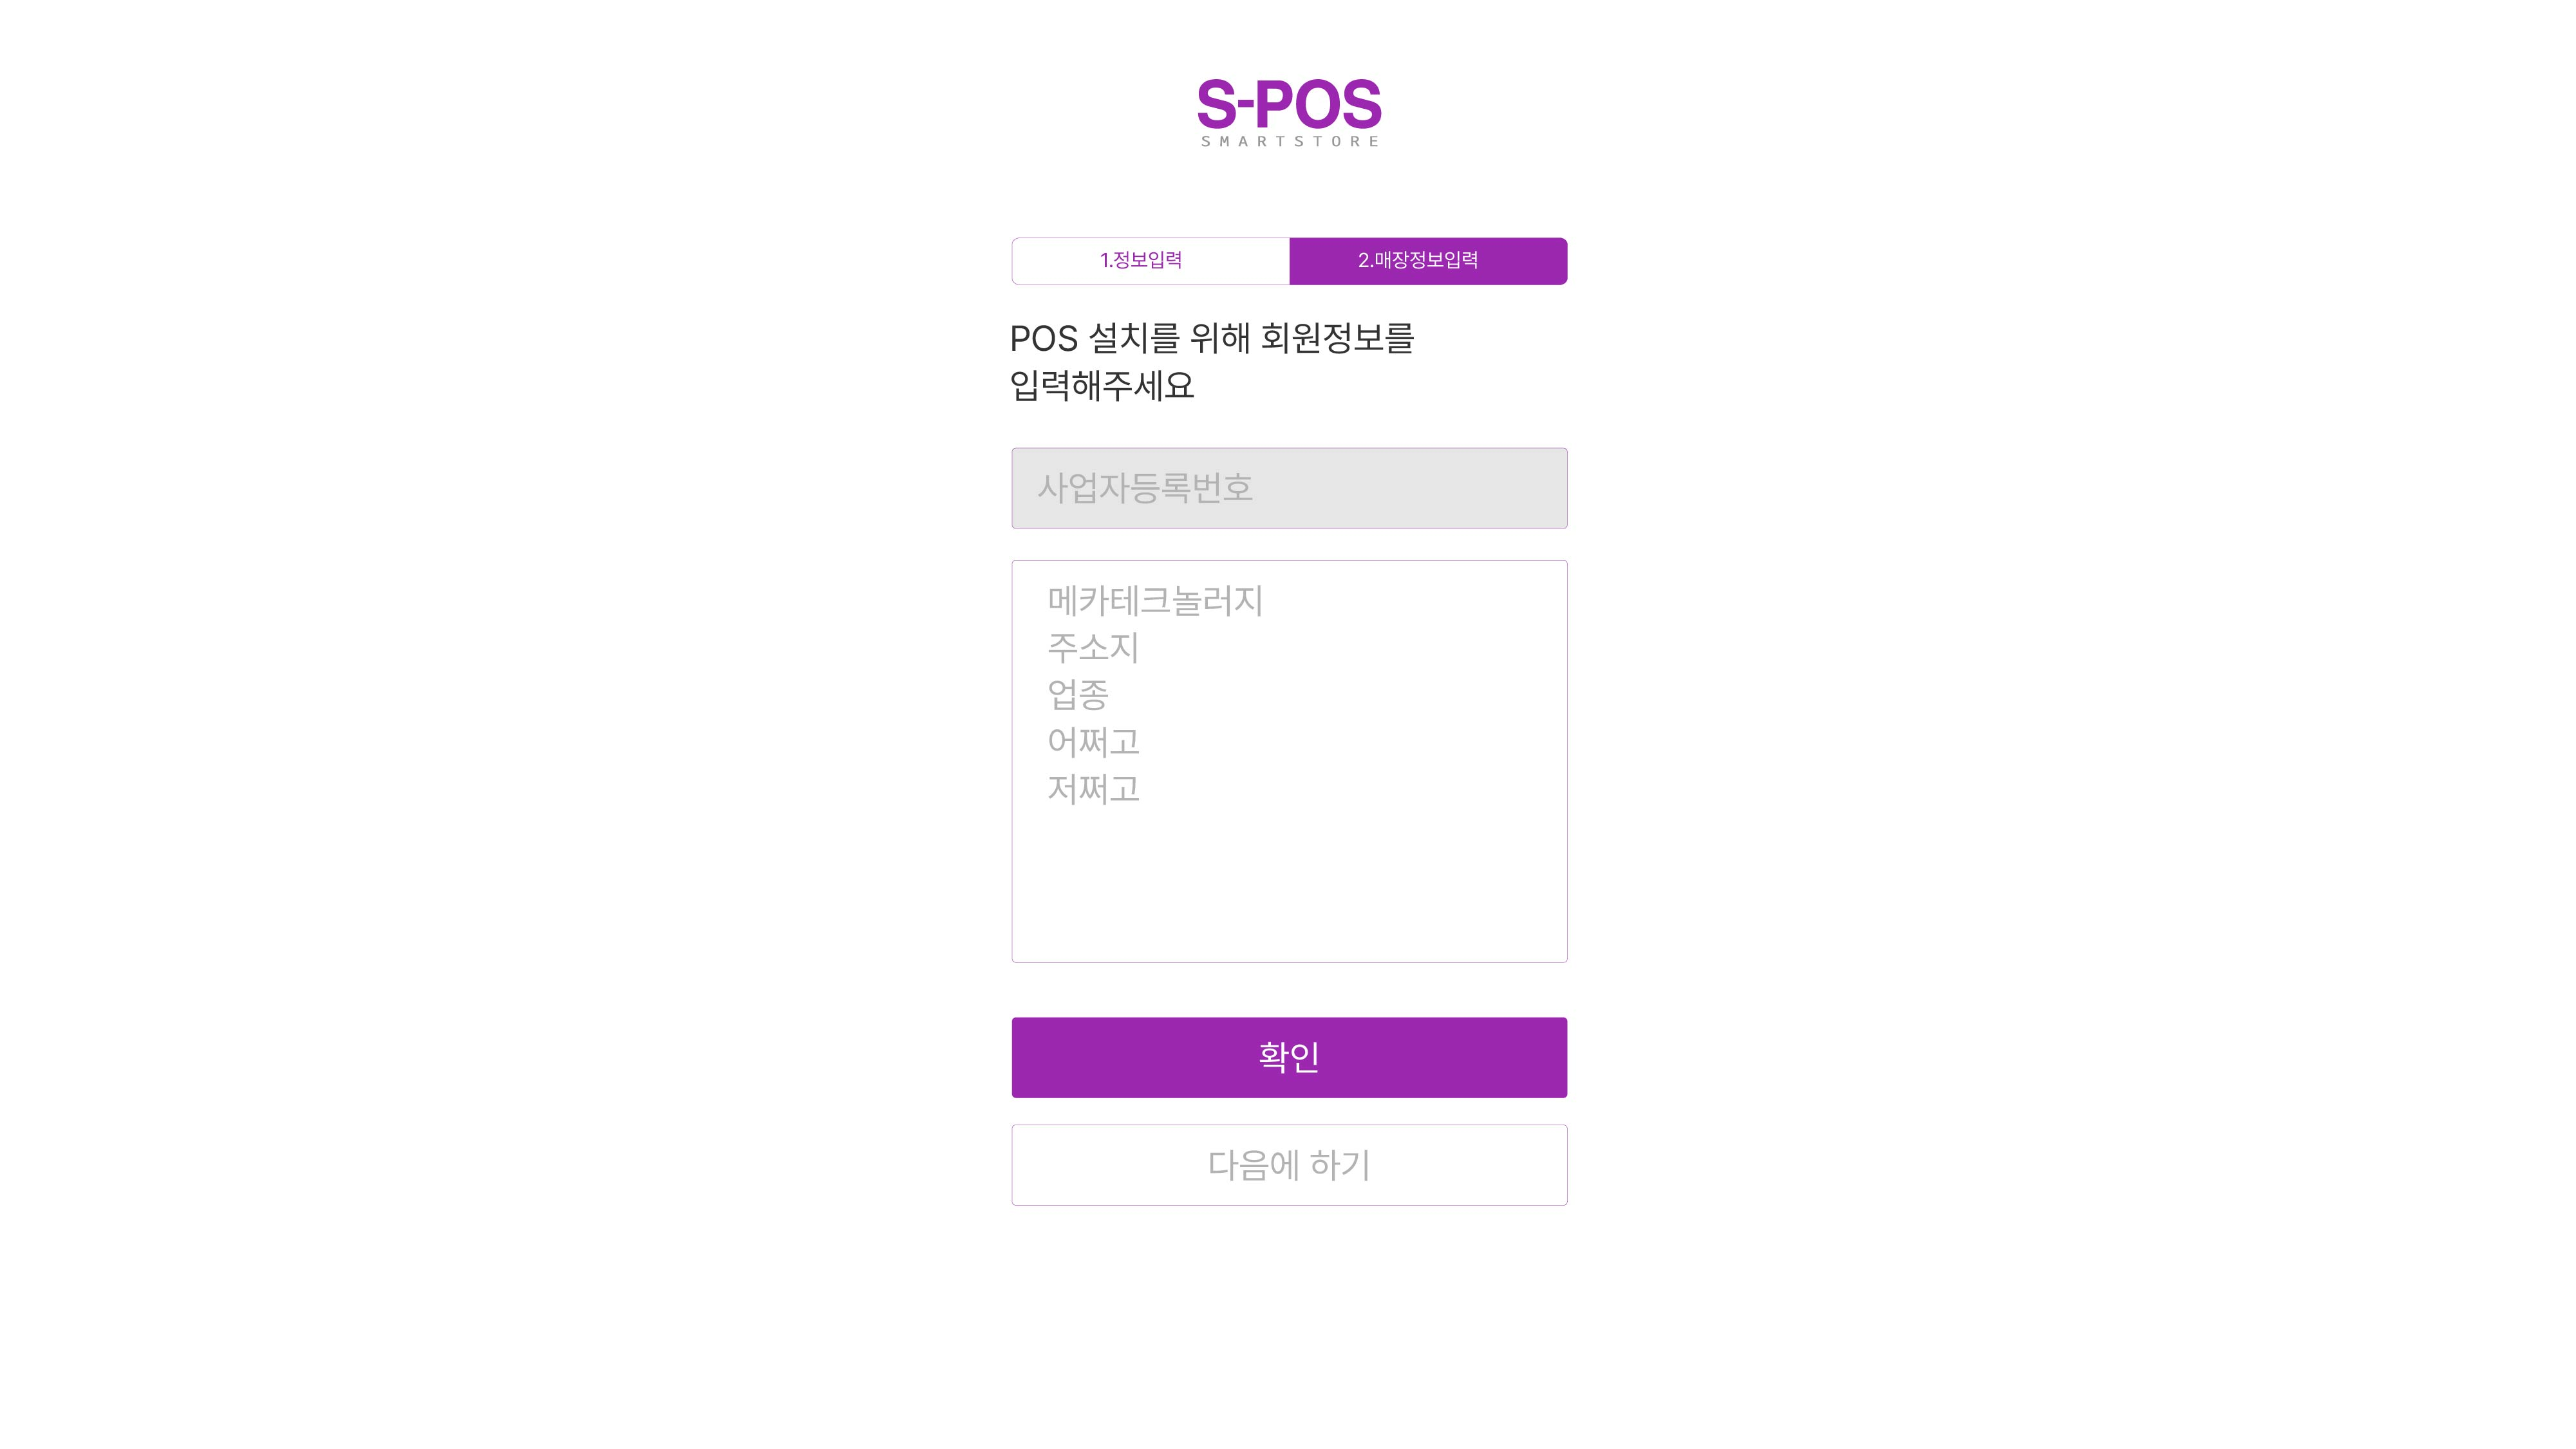 S-POS
SMARTSTORE
1.정보입력
2.매장정보입력
POS 설치를 위해 회원정보를
입력해주세요
사업자등록번호
메카테크놀러지
주소지
업종
어쩌고
저쩌고
확인
다음에 하기